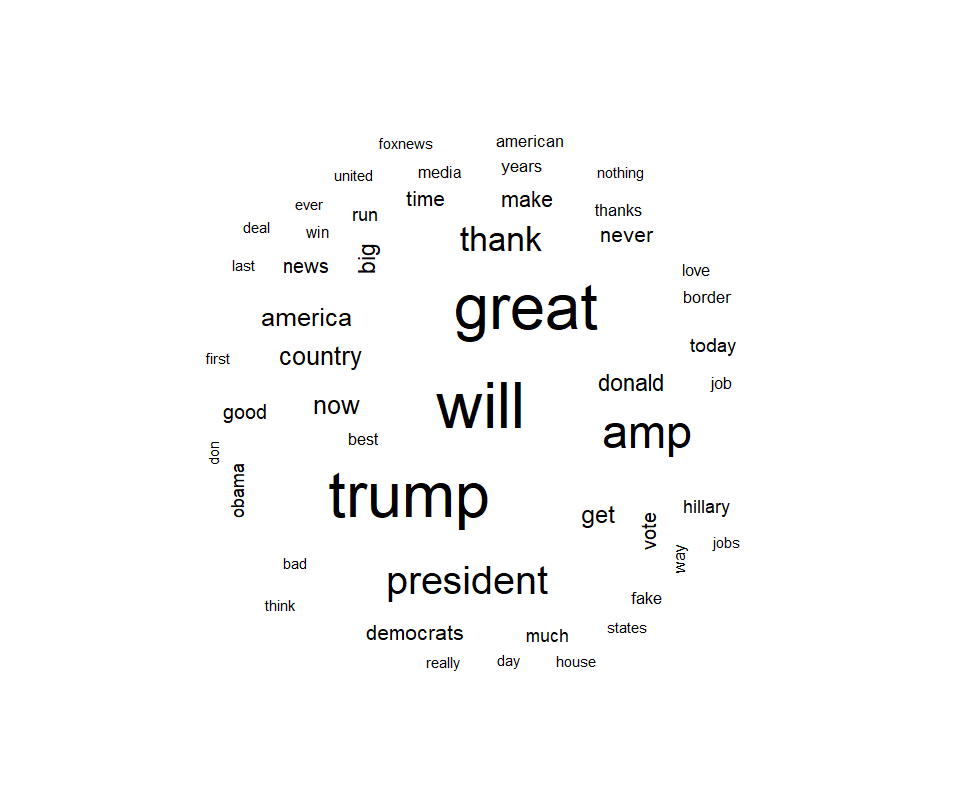 foxnews
american
united
media
years
nothing
ever
run
time
make
thanks
deal
win
big
thank
never
last
news
great
love
border
america
first
country
today
good
now
will
donald
job
don
best
amp
obama
trump
get
vote
hillary
way
jobs
bad
president
think
fake
democrats
much
states
really
day
house